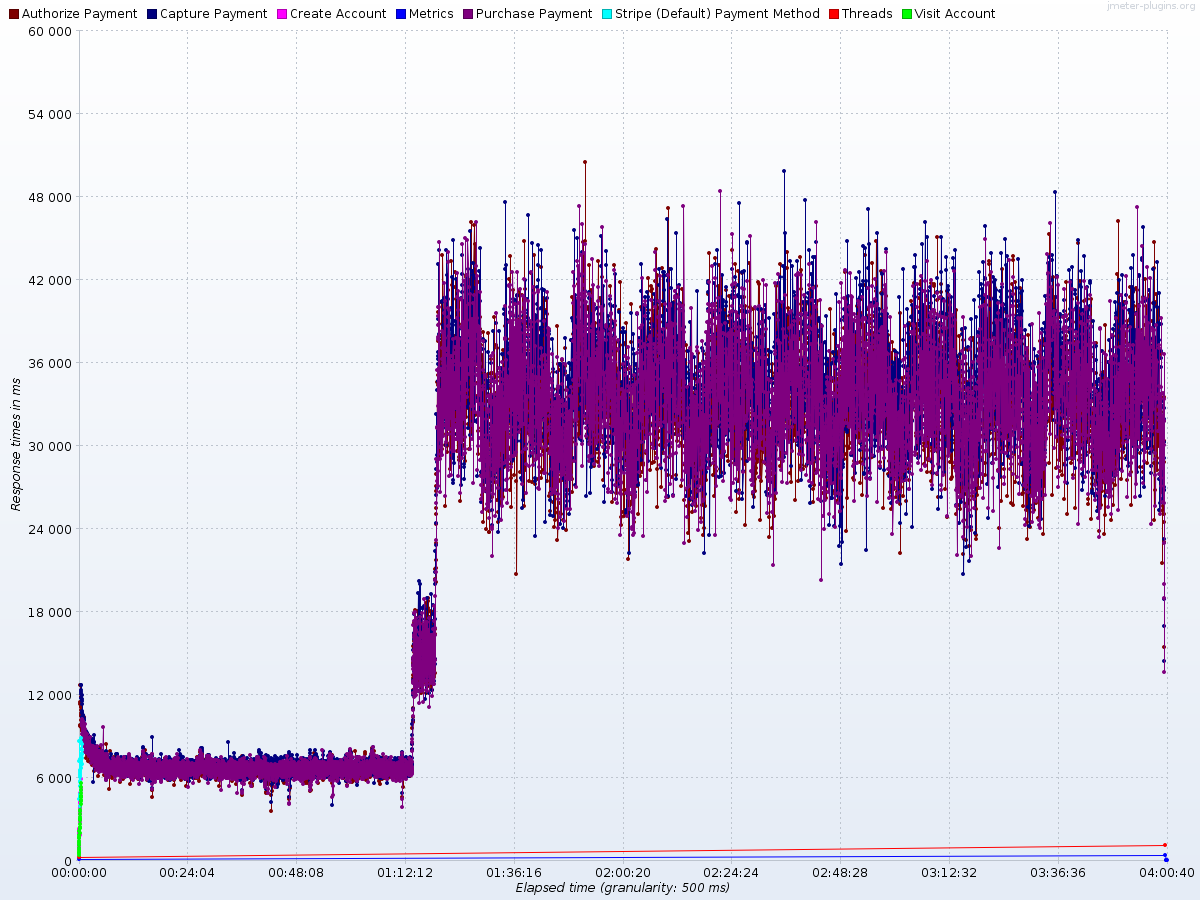 jmeter-plugins.org
Authorize Payment Capture Payment Create Account Metrics Purchase Payment Stripe (Default) Payment Method Threads Visit Account
60 000
54 000
48 000
42 000
36 000
30 000
24 000
18 000
12 000
6 000
0
Response times in ms
00:00:00 00:24:04 00:48:08 01:12:12 01:36:16 02:00:20 02:24:24 02:48:28 03:12:32 03:36:36 04:00:40
Elapsed time (granularity: 500 ms)